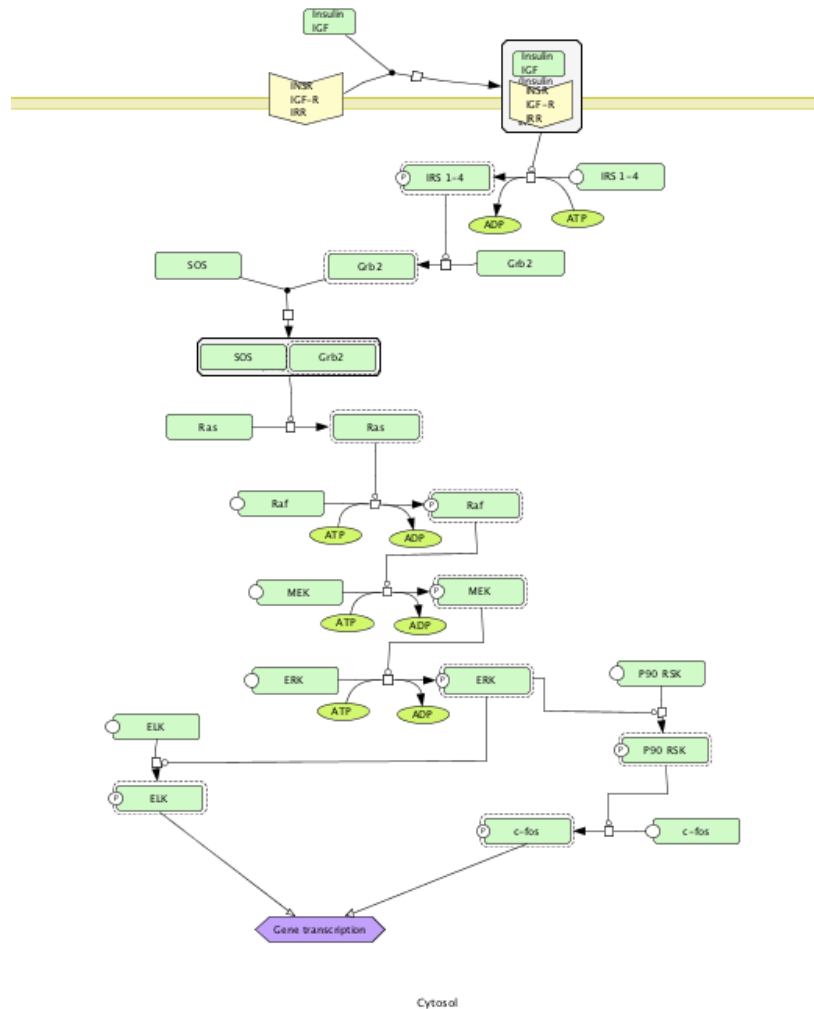 Insulin
IGF
INSR
IGF-R
IRR
Insulin
IGF
(Insulin
INSR
IGF-R
IRR
P
IRS 1-4
IRS 1-4
ADP
ATP
SOS
Grb2
Grb2
SOS
Grb2
Ras
Ras
Raf
P
Raf
ATP
ADP
MEK
P
MEK
ATP
ADP
ERK
P
ERK
P90 RSK
ATP
ADP
ELK
P
P90 RSK
P
ELK
P
c-fos
c-fos
Gene transcription
Cytosol